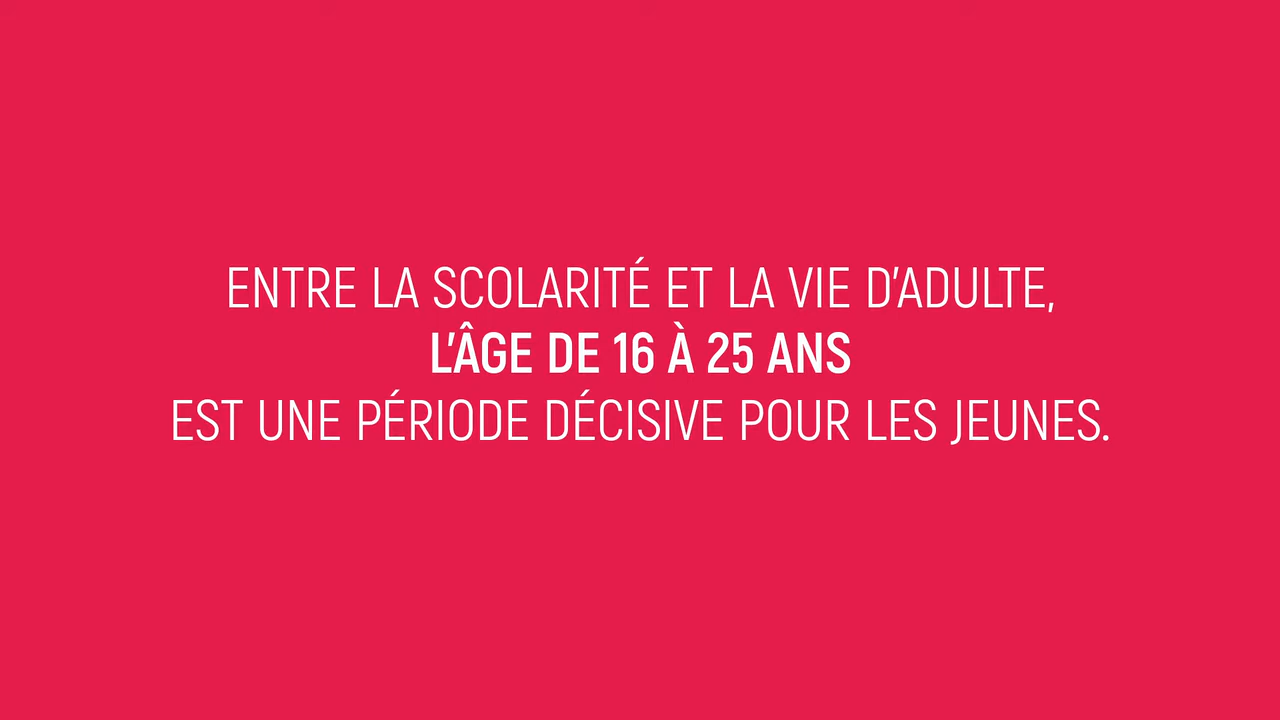 ENTRE LA SCOLARITÉ ET LA VIE D'ADULTE,
L'ÂGE DE 16 À 25 ANS
EST UNE PÉRIODE DÉCISIVE POUR LES JEUNES.